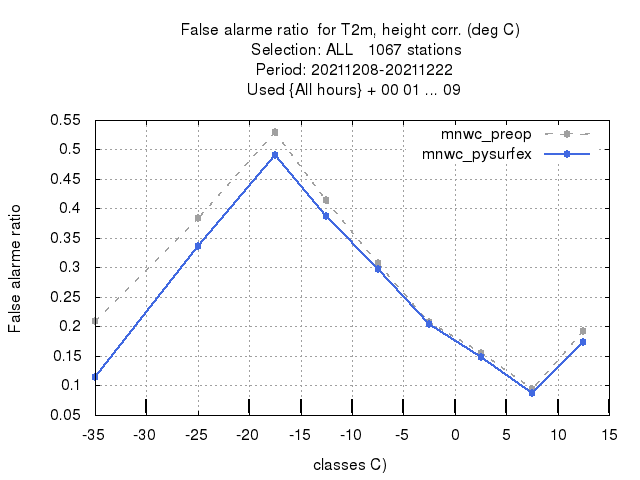 False alarme ratio  for T2m, height corr. (deg C)
Selection: ALL   1067 stations
Period: 20211208-20211222
Used {All hours} + 00 01 ... 09
mnwc_preop
mnwc_pysurfex
False alarme ratio
0.55
0.5
0.45
0.4
0.35
0.3
0.25
0.2
0.15
0.1
0.05
-35 -30 -25 -20 -15 -10 -5 0 5 10 15
classes C)